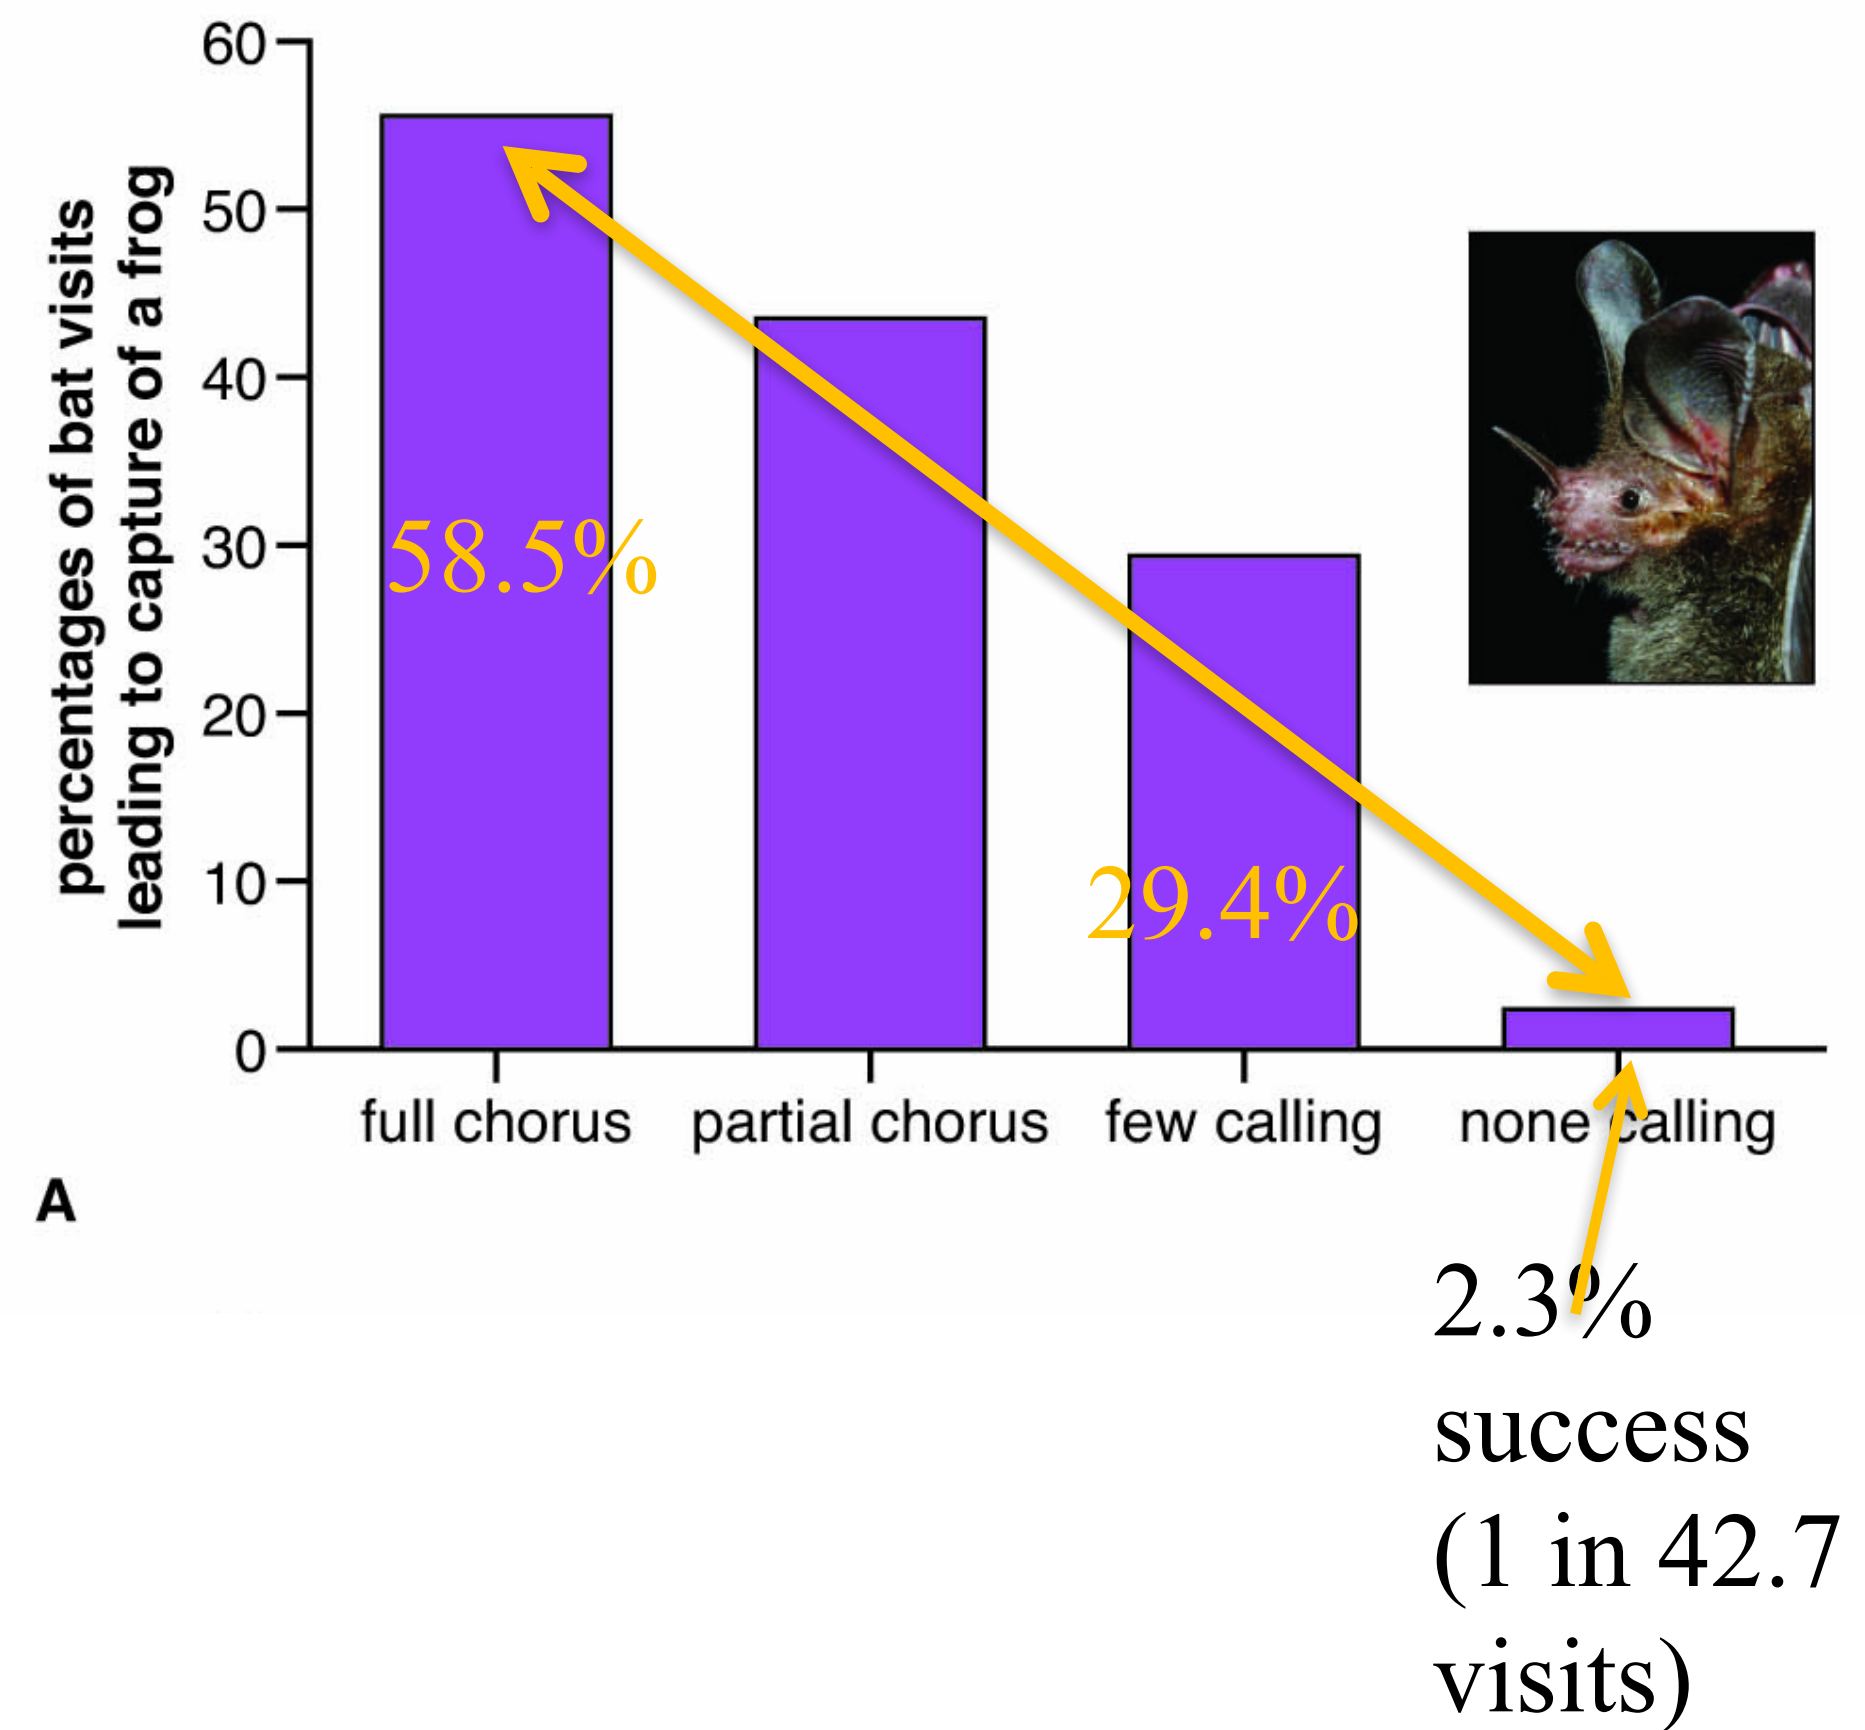 percentages of bat visits
leading to capture of a frog
60
50
40
30
20
10
0
58.5%
29.4%
full chorus
partial chorus
few calling
none calling
A
2.3%
success
(1 in 42.7
visits)